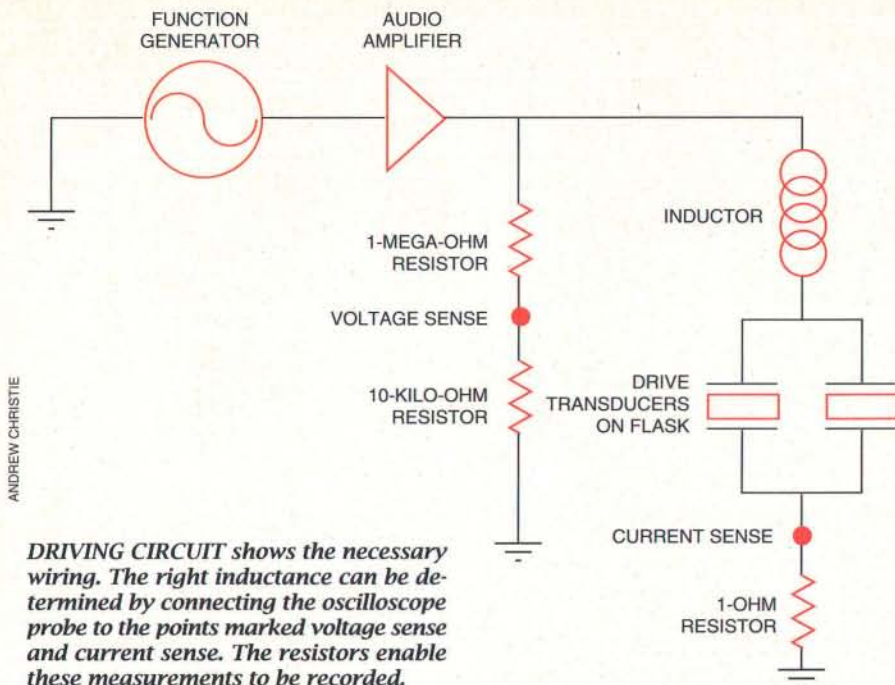 FUNCTION
GENERATOR
AUDIO
AMPLIFIER
INDUCTOR
1-MEGA-OHM
RESISTOR
VOLTAGE SENSE
10-KILO-OHM
RESISTOR
DRIVE
TRANSDUCERS
ON FLASK
CURRENT SENSE
1-OHM
RESISTOR
ANDREW CHRISTIE
DRIVING CIRCUIT shows the necessary
wiring. The right inductance can be de-
termined by connecting the oscilloscope
probe to the points marked voltage sense
and current sense. The resistors enable
these measurements to be recorded.